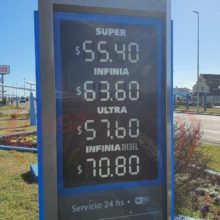 SUPER
$55.40
INFINIA
$63.60
ULTRA
$57.60
INFINIA DIESEL
$70.80
Servicio 24 hs